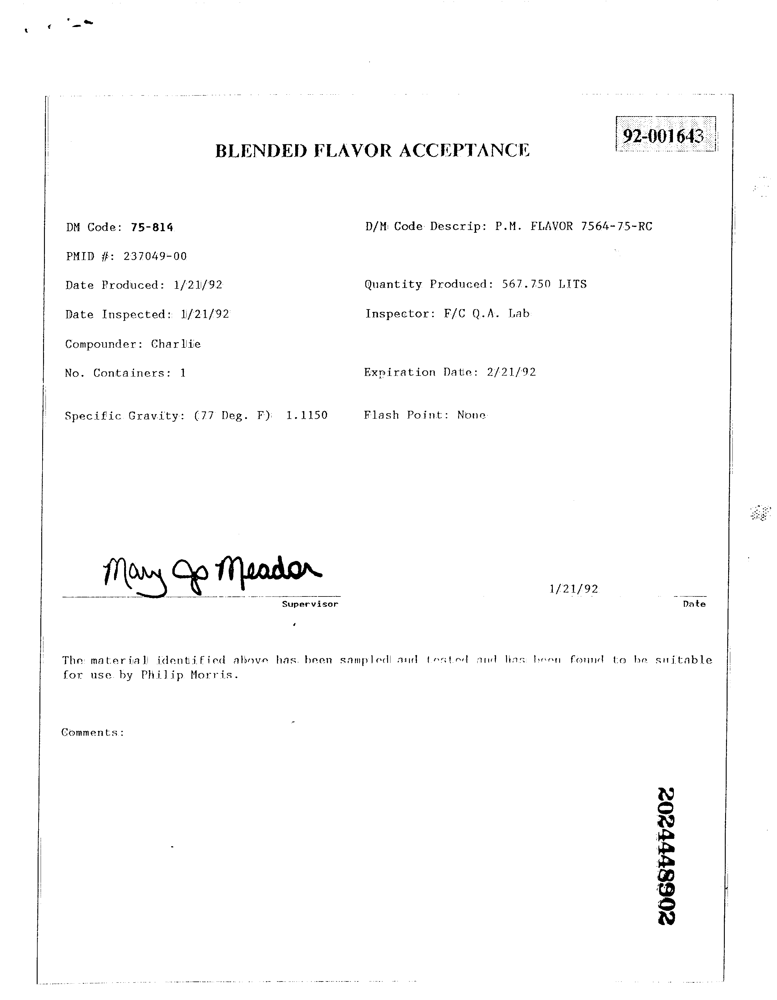 92-001643
BLENDED FLAVOR ACCEPTANCE
DM Code: 75-814 D/M Code Descrip: P.M. FLAVOR 7564-75-RC
PMID #: 237049-00
Date Produced: 1/21/92 Quantity Produced: 567.750 LITS
Date Inspected: 1/21/92 Inspector: F/C Q.A. Lab
Compounder: Charlie
No. Containers: 1 Expiration Date: 2/21/92
Specific Gravity: (77 Deg. F) 1.1150 Flash Point: None
Mary Jo Meador
1/21/92
Supervisor Date
The material identified above has been sampled and tested and has been found to be suitable
for use by Philip Morris.
Comments:
2024448902